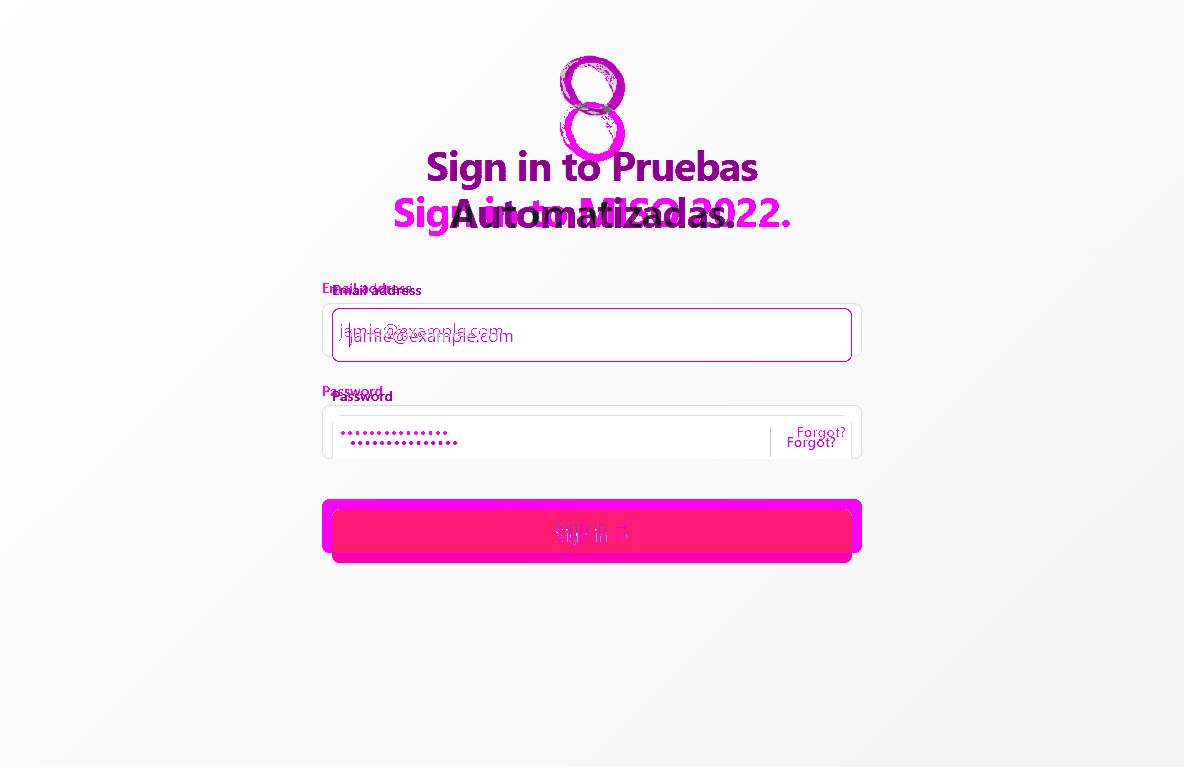 Sign in to Pruebas
Automatizadas.
Sign in to MISO 2022.
Email address
Email address
jamie@example.com
jamie@example.com
Password
Password
•••••••••••••••
•••••••••••••••
Forgot?
Forgot?
Sign in →
Sign in →